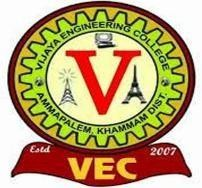 VIJAYA ENGINEERING COLLEGE
V
AMMAPALEM, KHAMMAM DIST.
Estd 2007
VEC